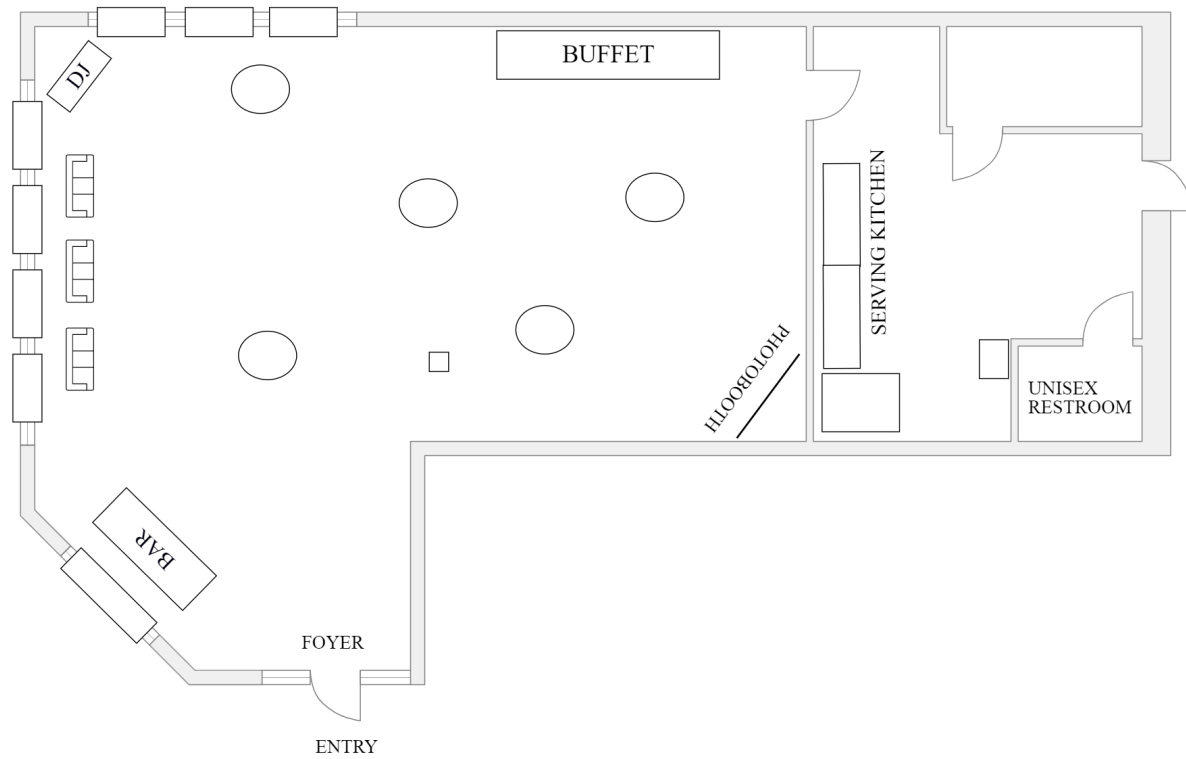 BUFFET
DJ
SERVING KITCHEN
PHOTOBOOTH
UNISEX
RESTROOM
BAR
FOYER
ENTRY